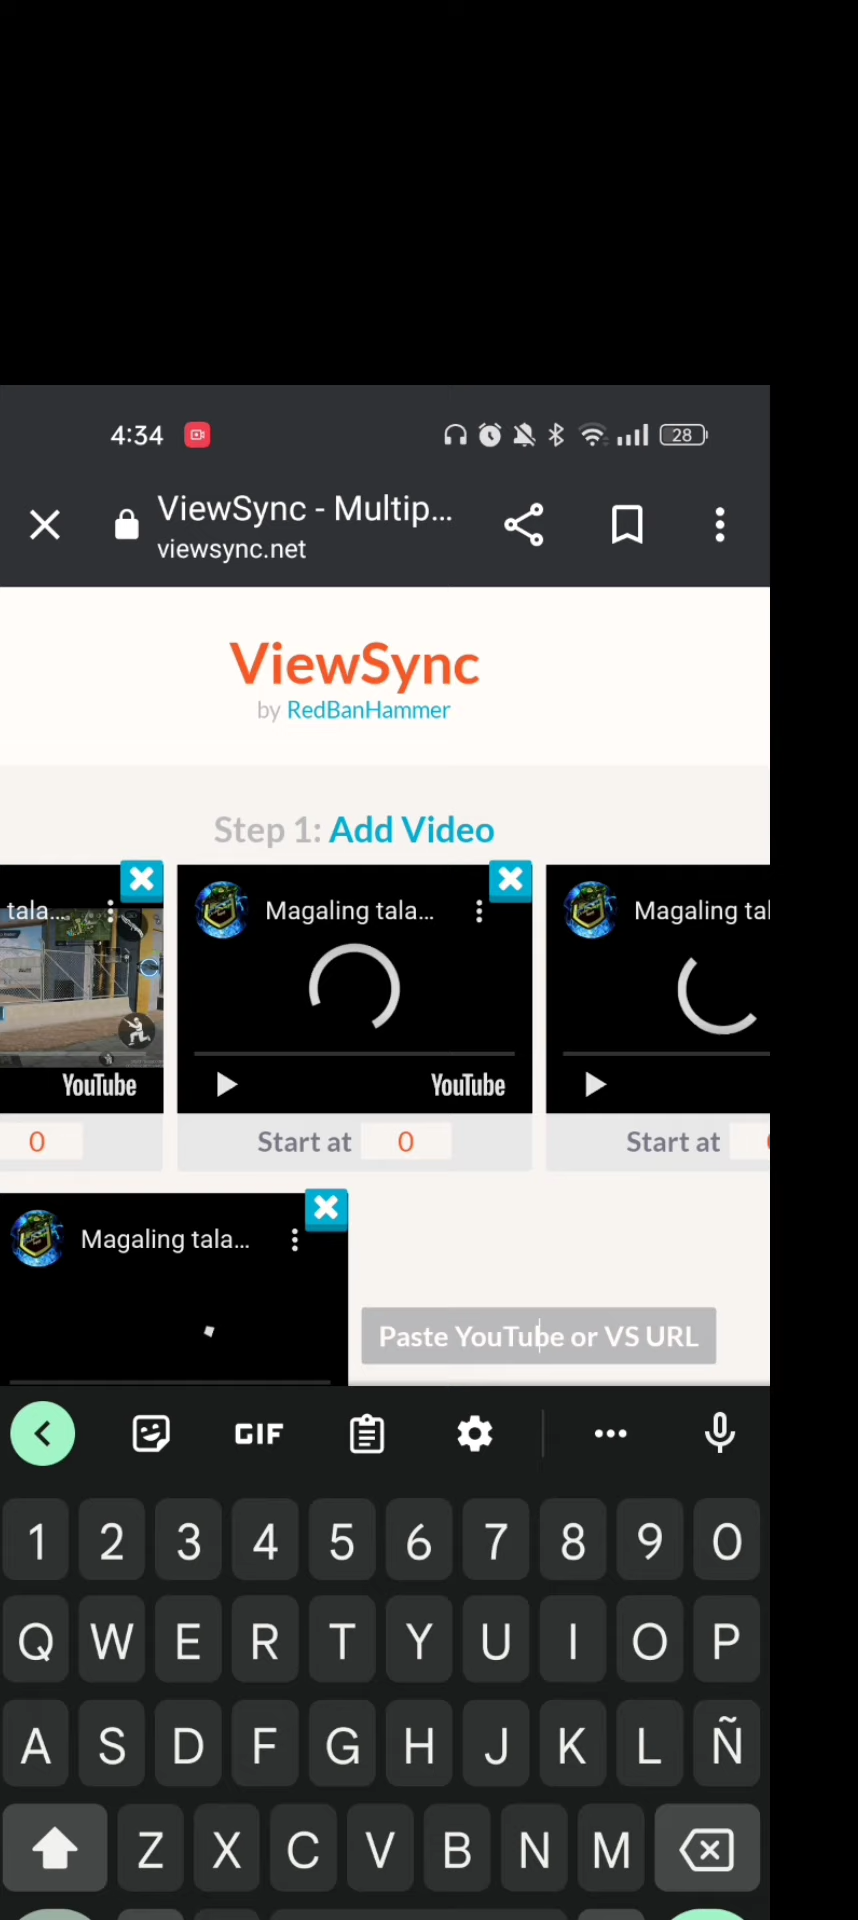 4:34
28
ViewSync - Multip...
viewsync.net
ViewSync
by RedBanHammer
Step 1: Add Video
tala...
Magaling tala...
Magaling tal
YouTube
YouTube
0
Start at 0
Start at
Magaling tala...
Paste YouTube or VS URL
GIF
1 2 3 4 5 6 7 8 9 0
Q W E R T Y U I O P
A S D F G H J K L Ñ
Z X C V B N M